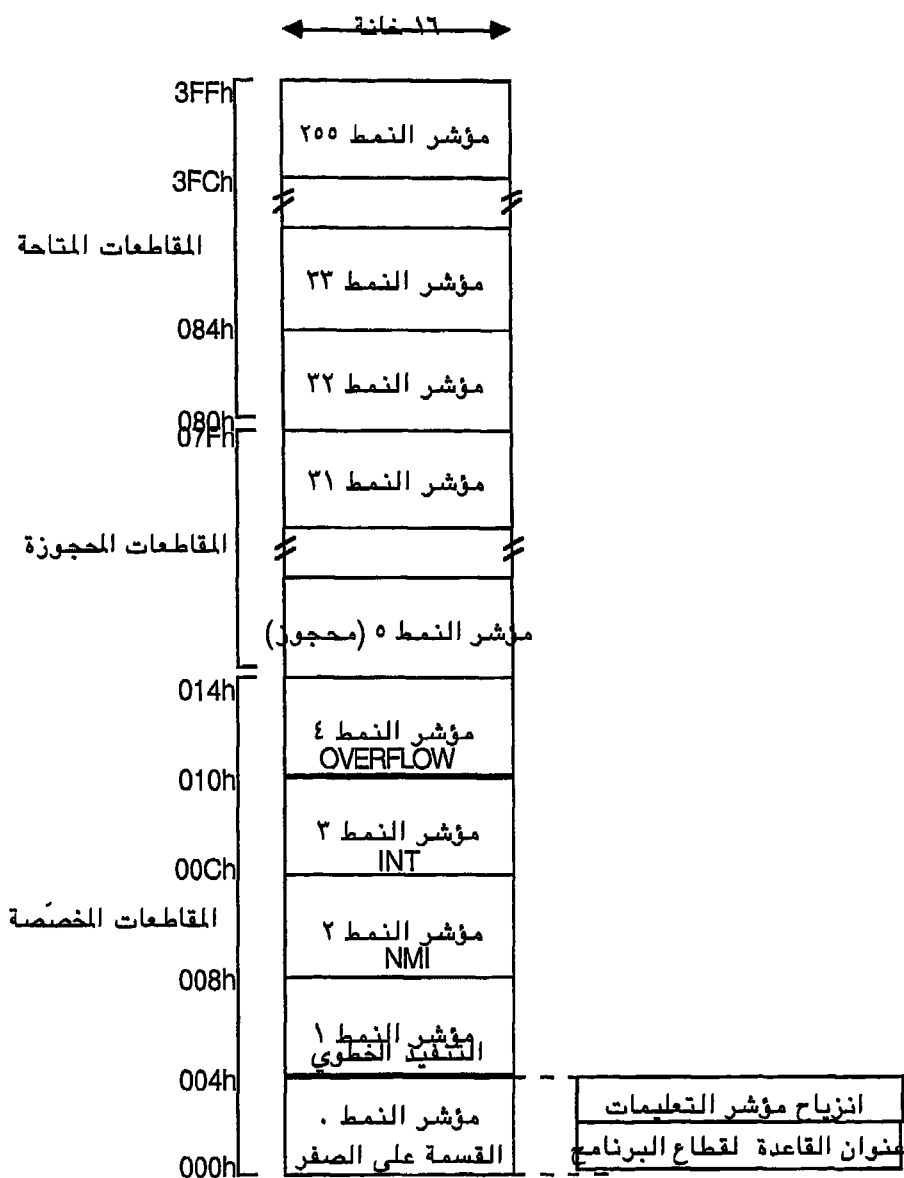 ١٦ خانة
3FFh
مؤشر النمط ٢٥٥
3FCh
المقاطعات المتاحة
مؤشر النمط ٣٣
084h
مؤشر النمط ٣٢
080h
07Fh
مؤشر النمط ٣١
المقاطعات المحجوزة
مؤشر النمط ٥ (محجوز)
014h
مؤشر النمط ٤
OVERFLOW
010h
مؤشر النمط ٣
INT
00Ch
المقاطعات المخصّصة
مؤشر النمط ٢
NMI
008h
مؤشر النمط ١
التنفيذ الخطوي
004h
مؤشر النمط ٠
القسمة على الصفر
000h
انزياح مؤشر التعليمات
عنوان القاعدة لقطاع البرنامج